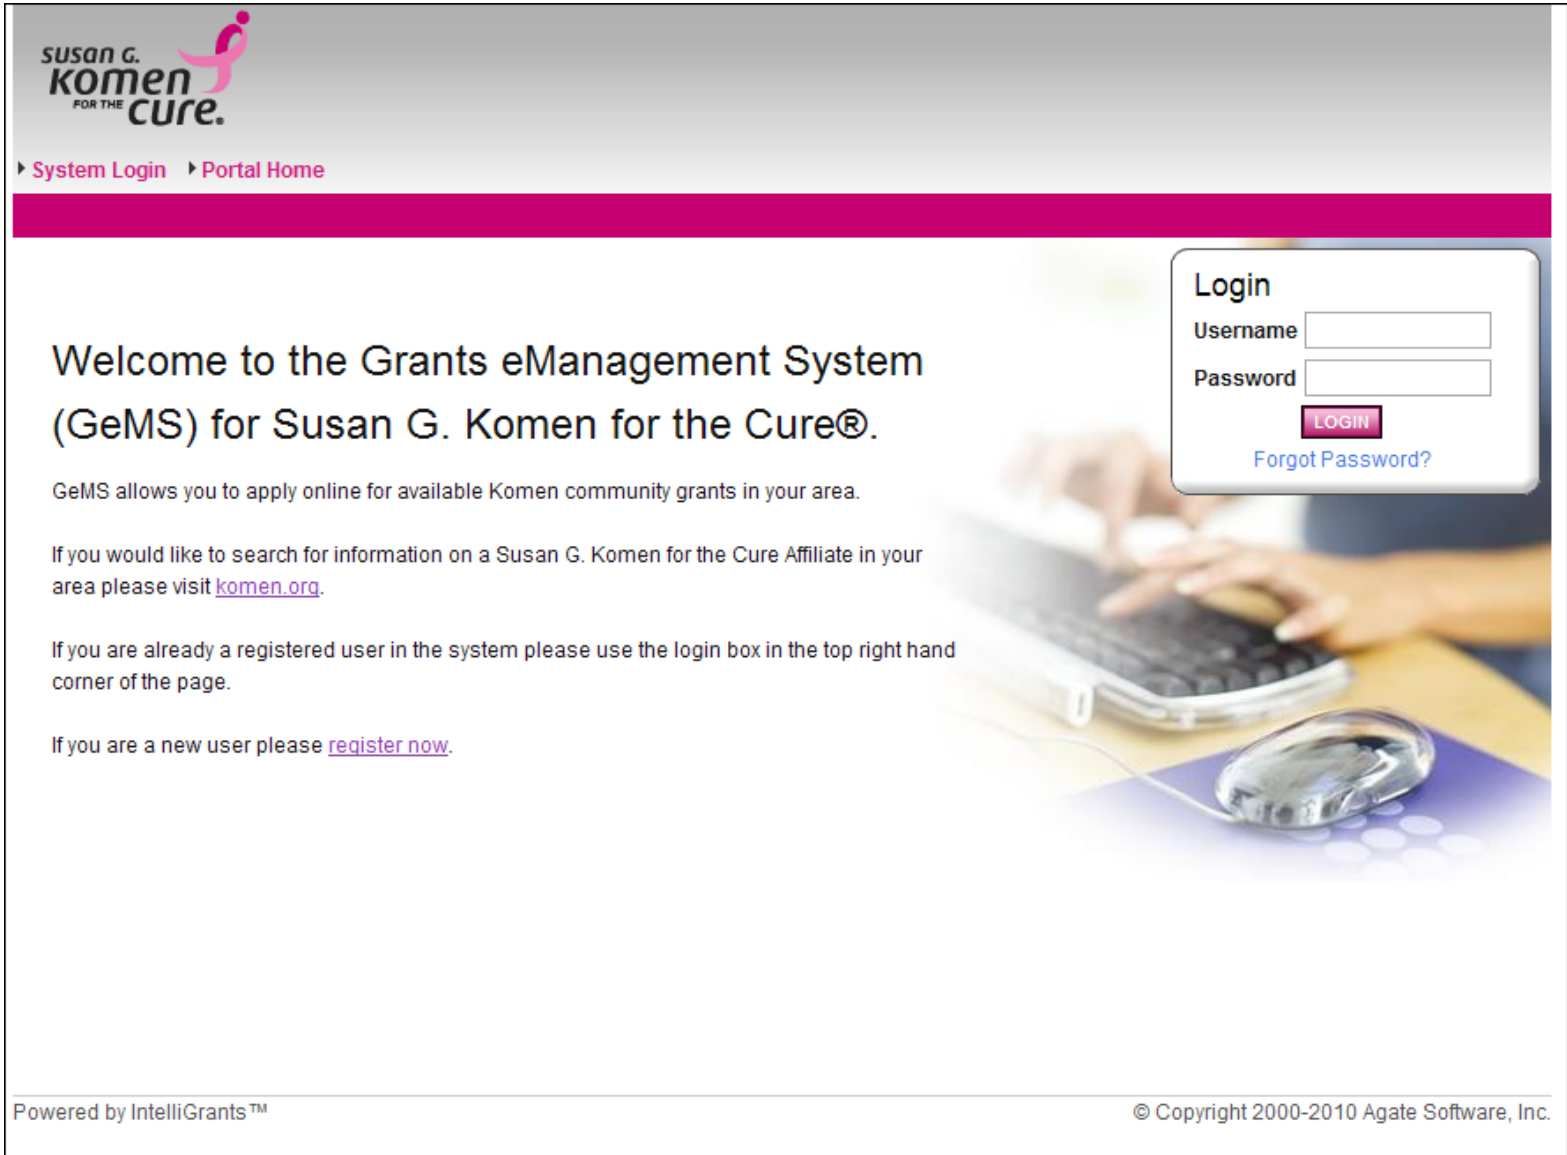 susan g.
komen
FOR THE cure.
System Login Portal Home
Login
Username
Password
LOGIN
Forgot Password?
Welcome to the Grants eManagement System
(GeMS) for Susan G. Komen for the Cure®.
GeMS allows you to apply online for available Komen community grants in your area.
If you would like to search for information on a Susan G. Komen for the Cure Affiliate in your
area please visit komen.org.
If you are already a registered user in the system please use the login box in the top right hand
corner of the page.
If you are a new user please register now.
Powered by IntelliGrants™
© Copyright 2000-2010 Agate Software, Inc.